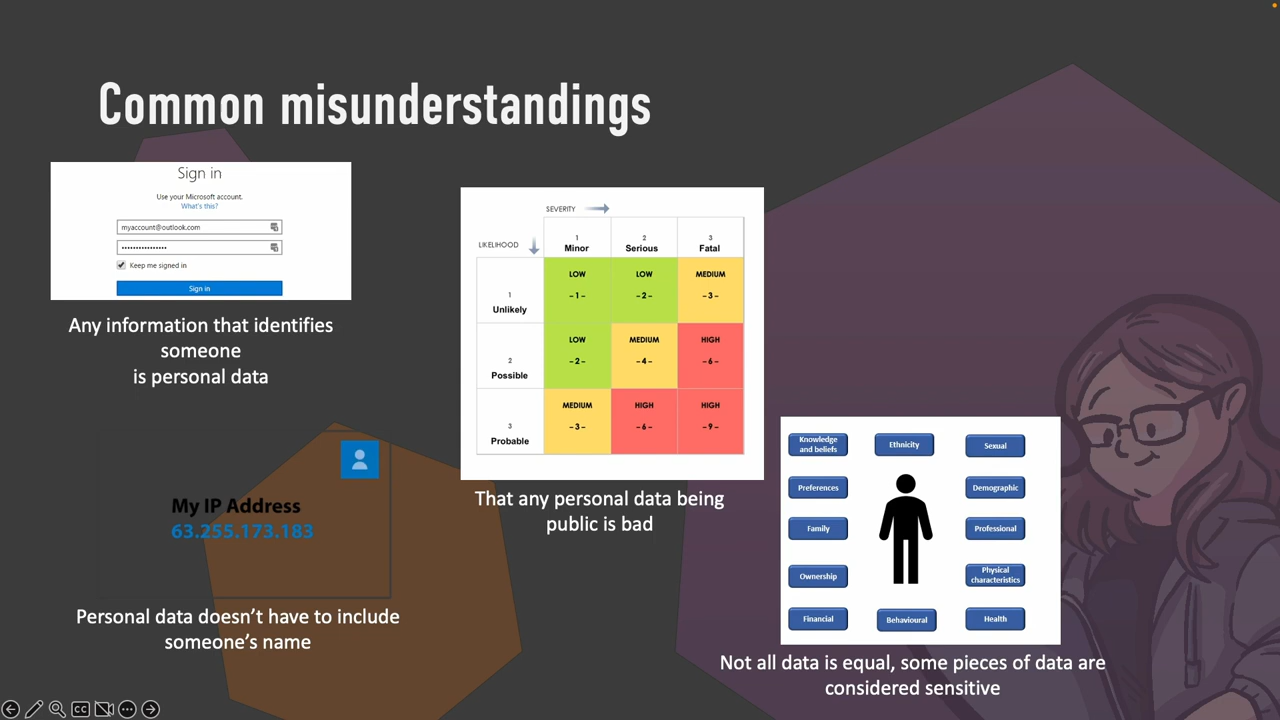 Common misunderstandings
Sign in
Use your Microsoft account.
What's this?
myaccount@outlook.com
••••••••••••••••
Keep me signed in
Sign in
Any information that identifies
someone
is personal data
My IP Address
63.255.173.183
Personal data doesn't have to include
someone's name
SEVERITY
LIKELIHOOD
1 2 3
Minor Serious Fatal
LOW LOW MEDIUM
1 – 1 – – 2 – – 3 –
Unlikely
LOW MEDIUM HIGH
2 – 2 – – 4 – – 6 –
Possible
MEDIUM HIGH HIGH
3 – 3 – – 6 – – 9 –
Probable
That any personal data being
public is bad
Knowledge
and beliefs
Ethnicity
Sexual
Preferences
Demographic
Family
Professional
Ownership
Physical
characteristics
Financial
Behavioural
Health
Not all data is equal, some pieces of data are
considered sensitive
CC